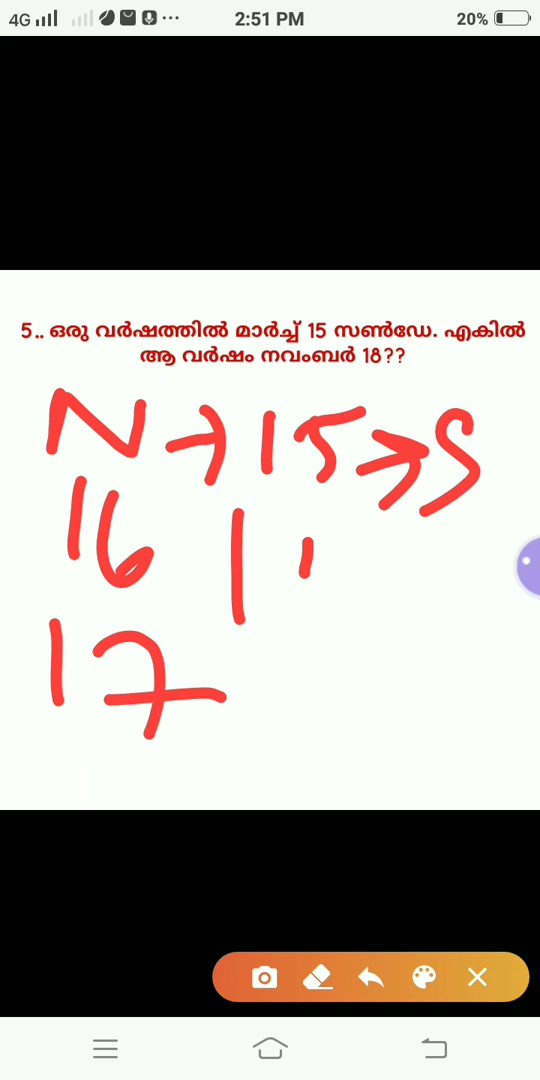 4G 2:51 PM 20%
5.. ഒരു വർഷത്തിൽ മാർച്ച് 15 സൺഡേ. എകിൽ
ആ വർഷം നവംബർ 18??
N → 15 → S
16 | ı
17